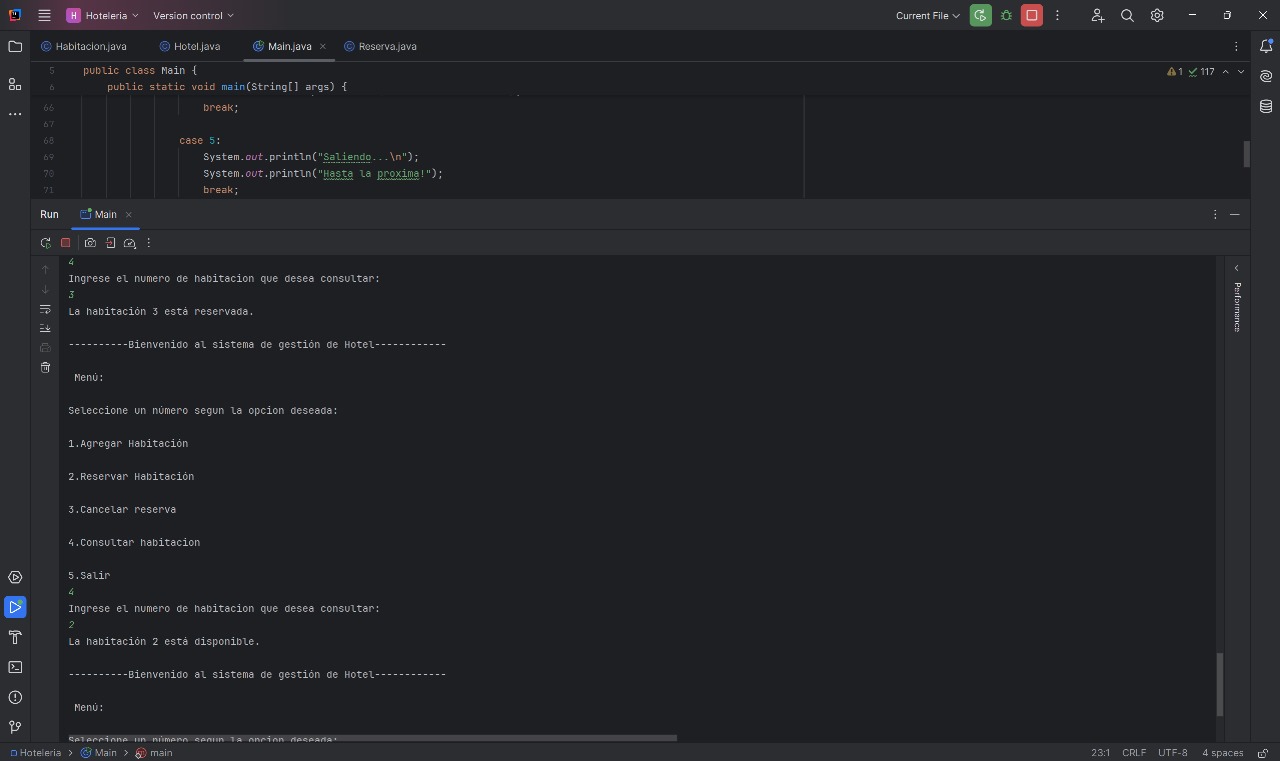 H Hoteleria Version control Current File
Habitacion.java Hotel.java Main.java Reserva.java
5 public class Main {
6 public static void main(String[] args) {
1 117
66 break;
67
68 case 5:
69 System.out.println("Saliendo...\n");
70 System.out.println("Hasta la proxima!");
71 break;
Run Main
4
Ingrese el numero de habitacion que desea consultar:
3
La habitación 3 está reservada.
----------Bienvenido al sistema de gestión de Hotel------------
Menú:
Seleccione un número segun la opcion deseada:
1.Agregar Habitación
2.Reservar Habitación
3.Cancelar reserva
4.Consultar habitacion
5.Salir
4
Ingrese el numero de habitacion que desea consultar:
2
La habitación 2 está disponible.
----------Bienvenido al sistema de gestión de Hotel------------
Menú:
Seleccione un número segun la opcion deseada:
Performance
Hoteleria > Main > main 23:1 CRLF UTF-8 4 spaces